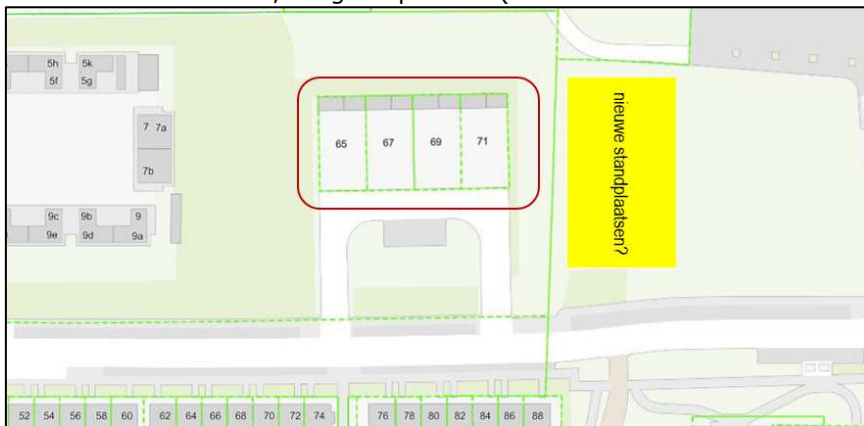 5h 5k
5f 5g
7 7a
7b
9c 9b 9
9e 9d 9a
65 67 69 71
nieuwe standplaatsen?
52 54 56 58 60 62 64 66 68 70 72 74 76 78 80 82 84 86 88